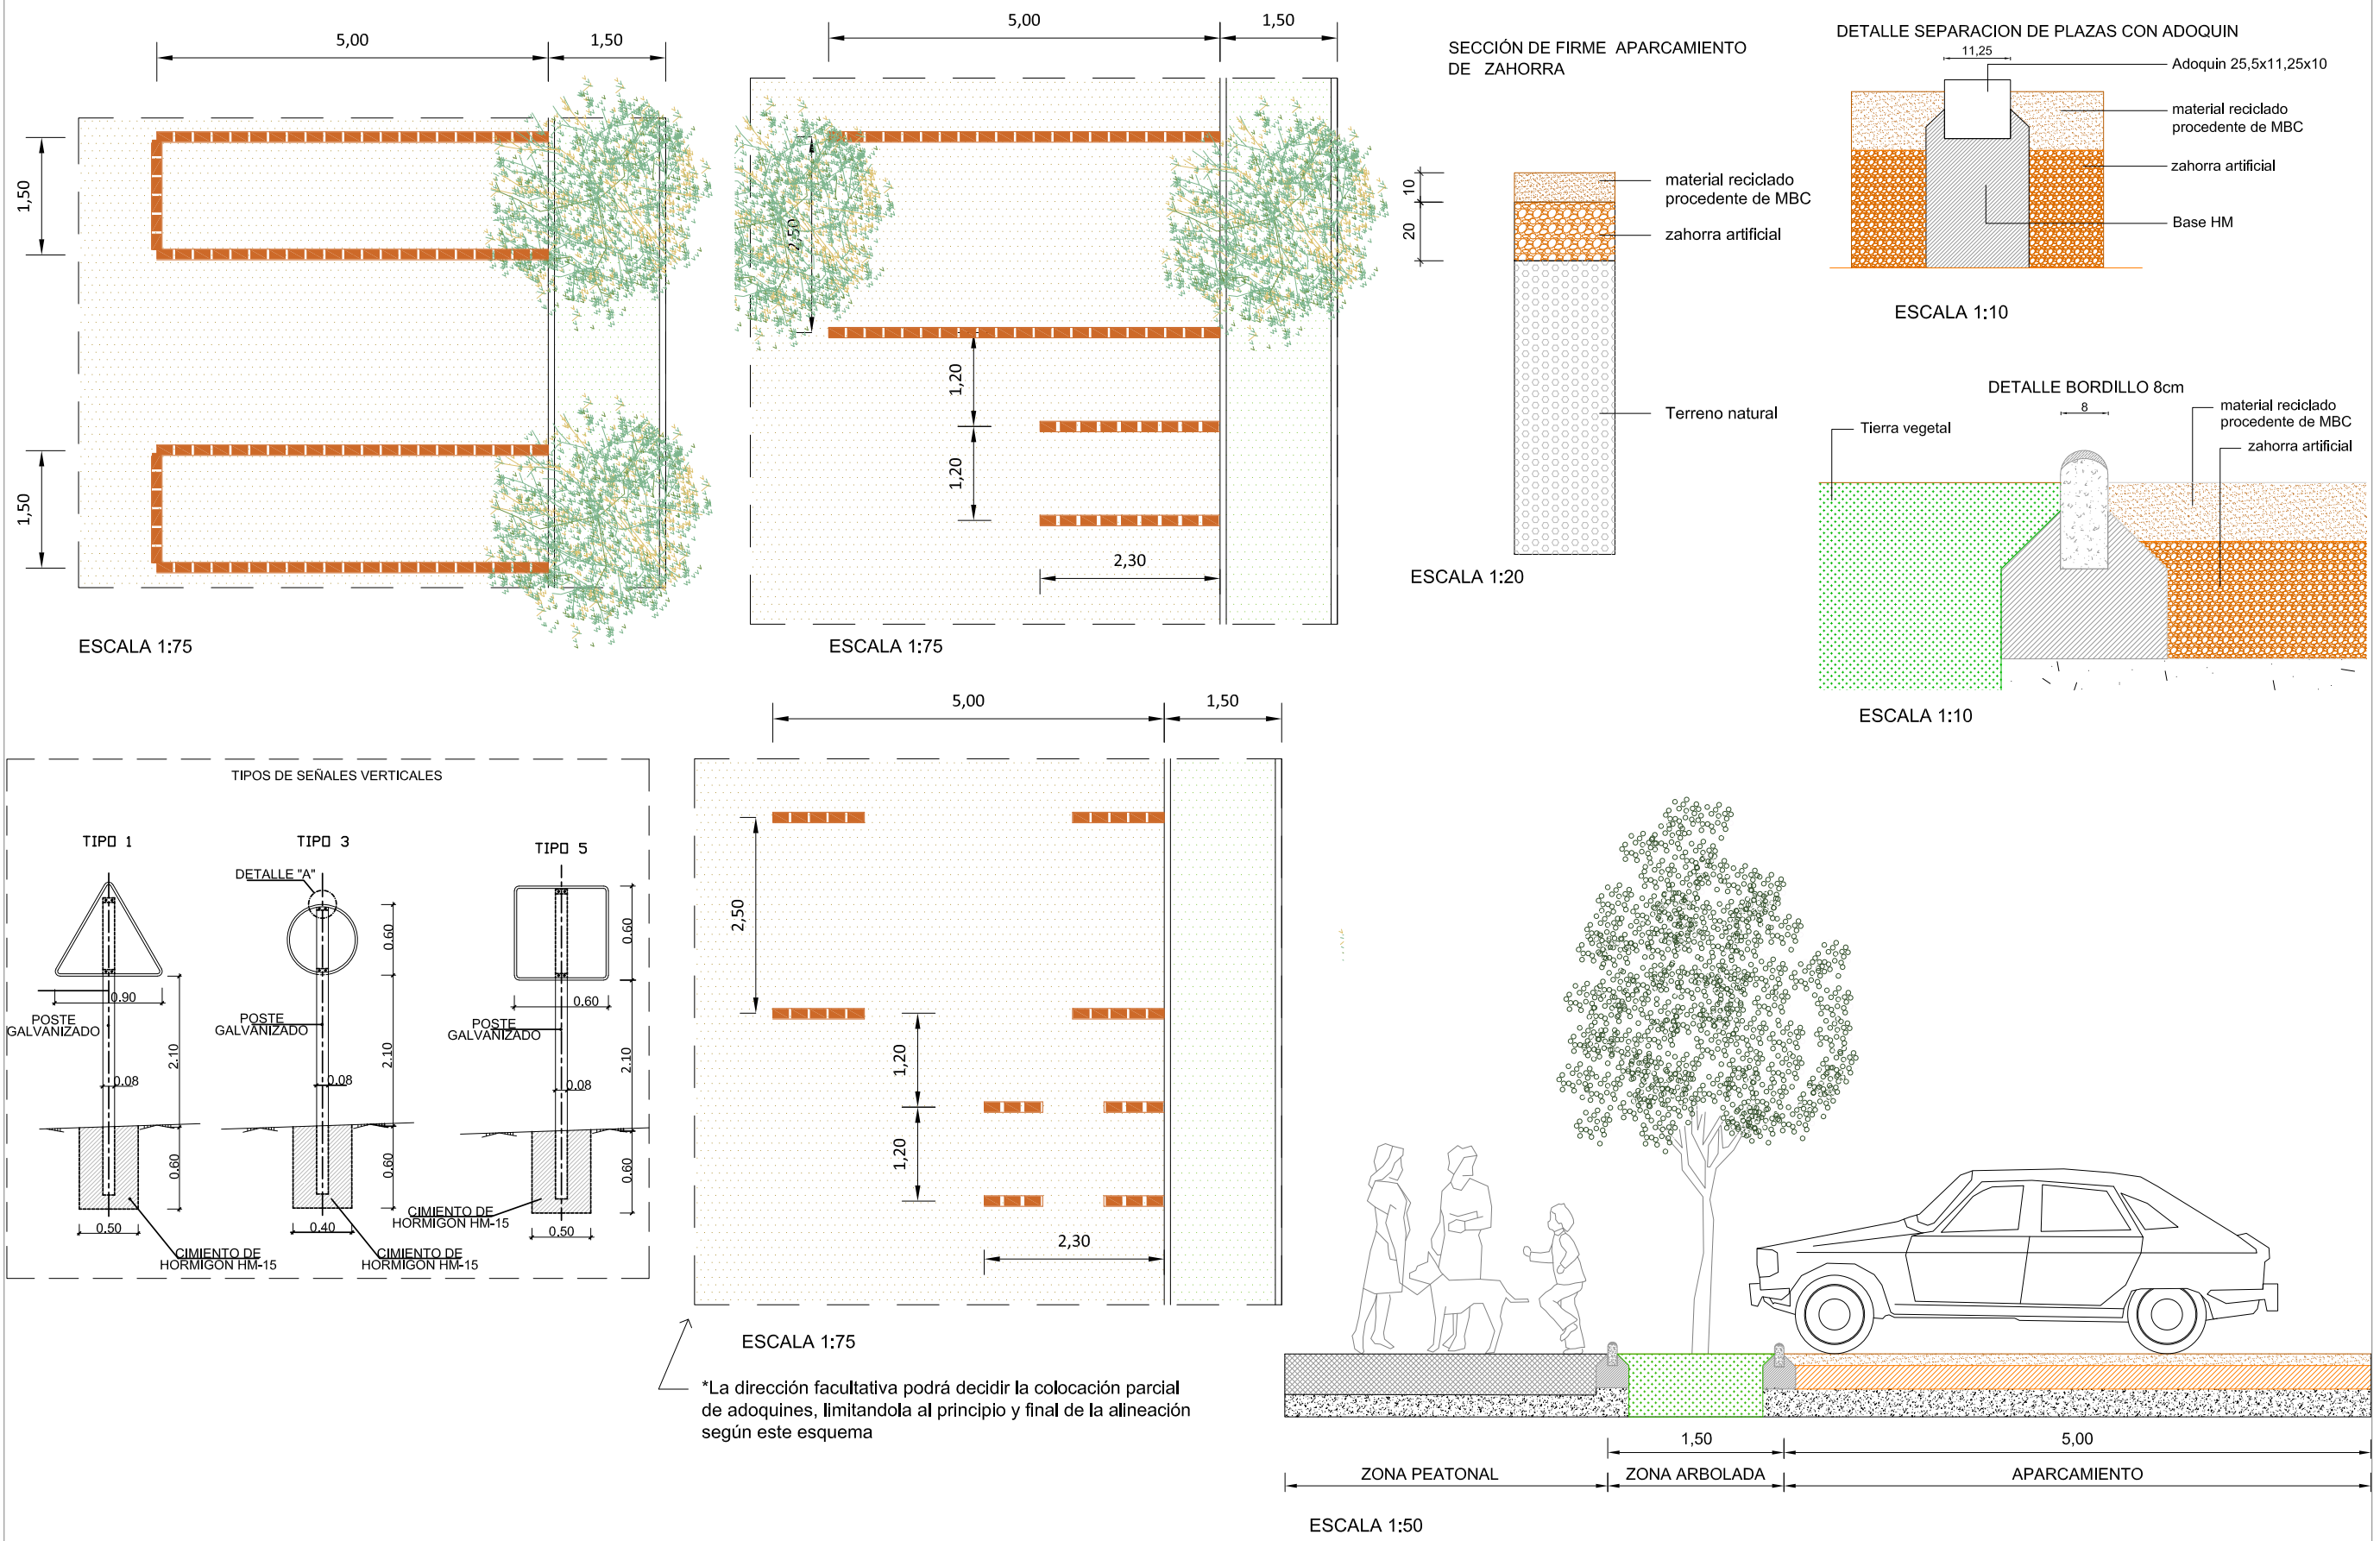 5,00
1,50
1,50
1,50
ESCALA 1:75
5,00
1,50
2,50
1,20
1,20
2,30
ESCALA 1:75
SECCIÓN DE FIRME APARCAMIENTO
DE ZAHORRA
10
20
material reciclado
procedente de MBC
zahorra artificial
Terreno natural
ESCALA 1:20
DETALLE SEPARACION DE PLAZAS CON ADOQUIN
11,25
Adoquin 25,5x11,25x10
material reciclado
procedente de MBC
zahorra artificial
Base HM
ESCALA 1:10
DETALLE BORDILLO 8cm
8
Tierra vegetal
material reciclado
procedente de MBC
zahorra artificial
ESCALA 1:10
TIPOS DE SEÑALES VERTICALES
TIPO 1
0.90
POSTE
GALVANIZADO
2.10
0.08
0.60
0.50
CIMIENTO DE
HORMIGON HM-15
TIPO 3
DETALLE "A"
0.60
POSTE
GALVANIZADO
2.10
0.08
0.60
0.40
CIMIENTO DE
HORMIGON HM-15
TIPO 5
0.60
0.60
POSTE
GALVANIZADO
2.10
0.08
0.60
CIMIENTO DE
HORMIGON HM-15
0.50
5,00
1,50
2,50
1,20
1,20
2,30
ESCALA 1:75
*La dirección facultativa podrá decidir la colocación parcial
de adoquines, limitandola al principio y final de la alineación
según este esquema
1,50
5,00
ZONA PEATONAL
ZONA ARBOLADA
APARCAMIENTO
ESCALA 1:50